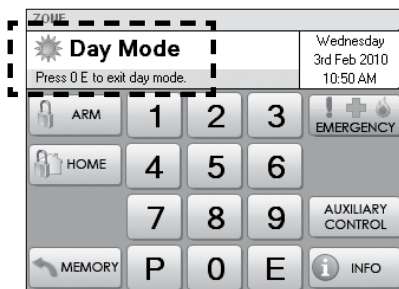 ZONE
Day Mode
Press 0 E to exit day mode.
Wednesday
3rd Feb 2010
10:50 AM
ARM
1
2
3
EMERGENCY
HOME
4
5
6
7
8
9
AUXILIARY
CONTROL
MEMORY
P
0
E
INFO